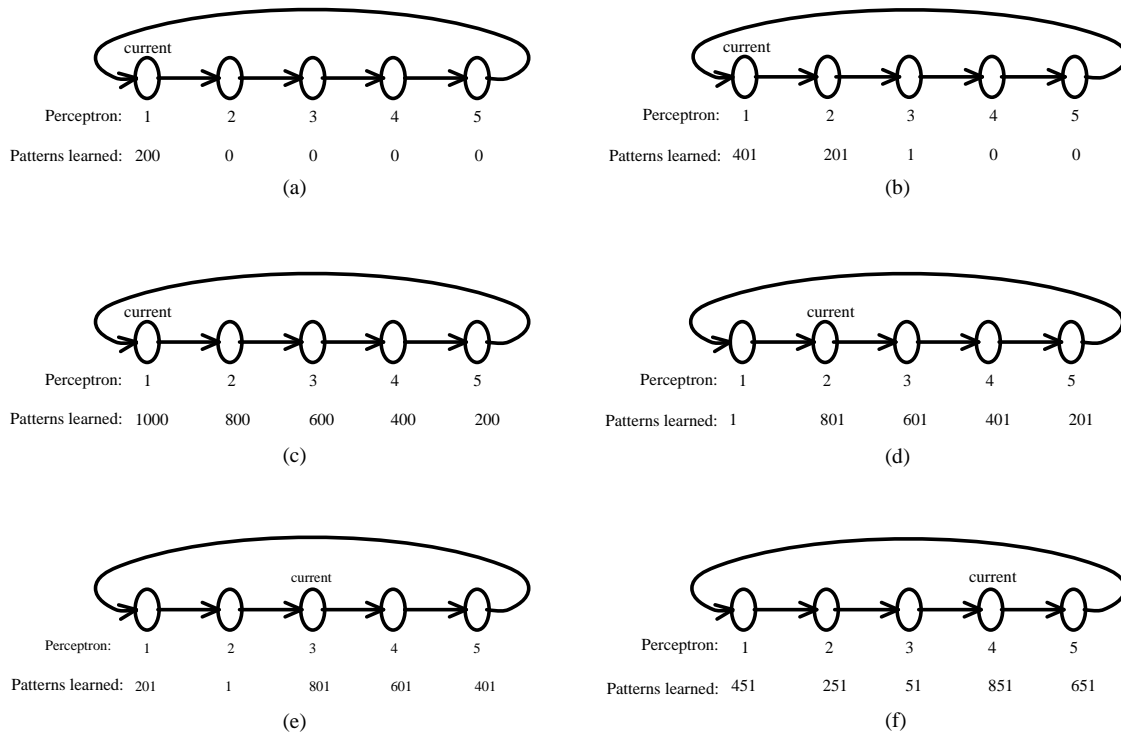 current
Perceptron: 1 2 3 4 5
Patterns learned: 200 0 0 0 0
(a)
current
Perceptron: 1 2 3 4 5
Patterns learned: 401 201 1 0 0
(b)
current
Perceptron: 1 2 3 4 5
Patterns learned: 1000 800 600 400 200
(c)
current
Perceptron: 1 2 3 4 5
Patterns learned: 1 801 601 401 201
(d)
current
Perceptron: 1 2 3 4 5
Patterns learned: 201 1 801 601 401
(e)
current
Perceptron: 1 2 3 4 5
Patterns learned: 451 251 51 851 651
(f)